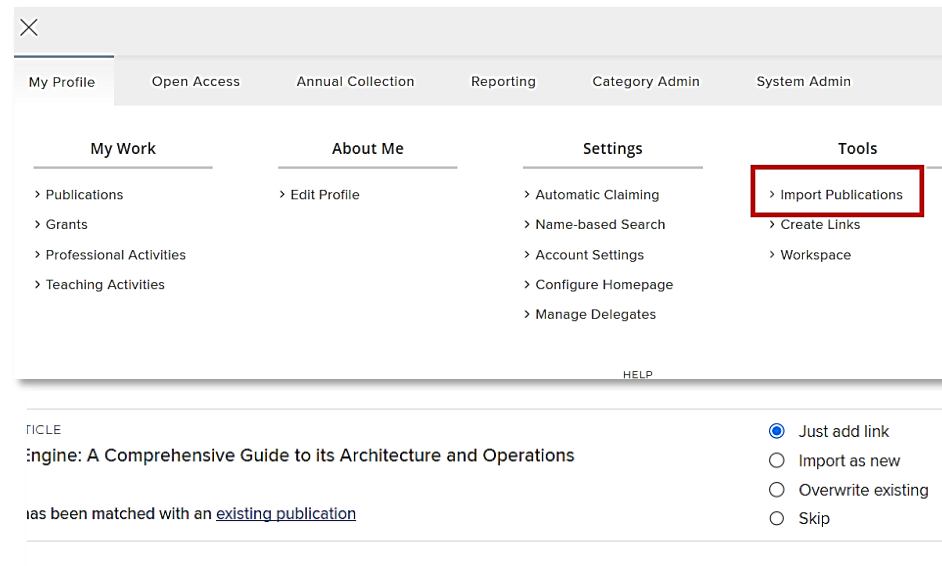 My Profile Open Access Annual Collection Reporting Category Admin System Admin
My Work About Me Settings Tools
> Publications > Edit Profile > Automatic Claiming > Import Publications
> Grants > Name-based Search > Create Links
> Professional Activities > Account Settings > Workspace
> Teaching Activities > Configure Homepage
> Manage Delegates
HELP
TICLE Just add link
Engine: A Comprehensive Guide to its Architecture and Operations Import as new
Overwrite existing
has been matched with an existing publication Skip